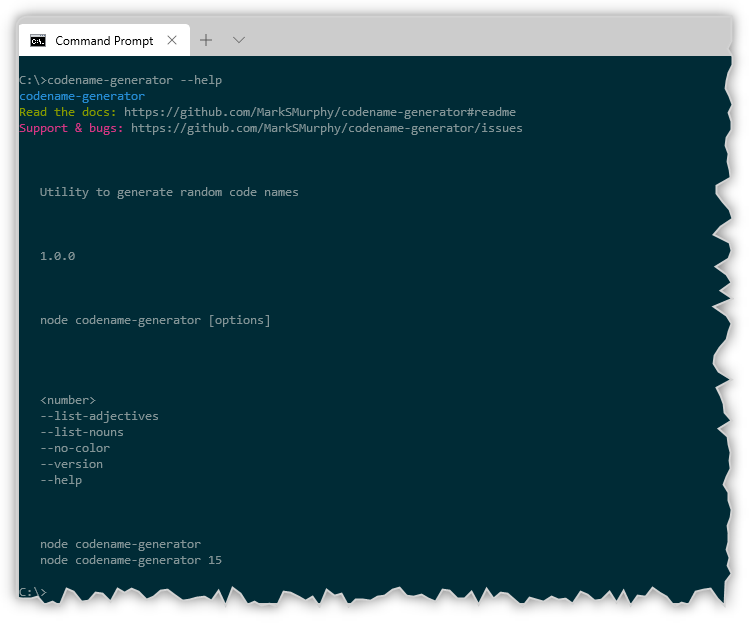 Command Prompt
C:\>codename-generator --help
codename-generator
Read the docs: https://github.com/MarkSMurphy/codename-generator#readme
Support & bugs: https://github.com/MarkSMurphy/codename-generator/issues
Utility to generate random code names
1.0.0
node codename-generator [options]
<number>
--list-adjectives
--list-nouns
--no-color
--version
--help
node codename-generator
node codename-generator 15
C:\>